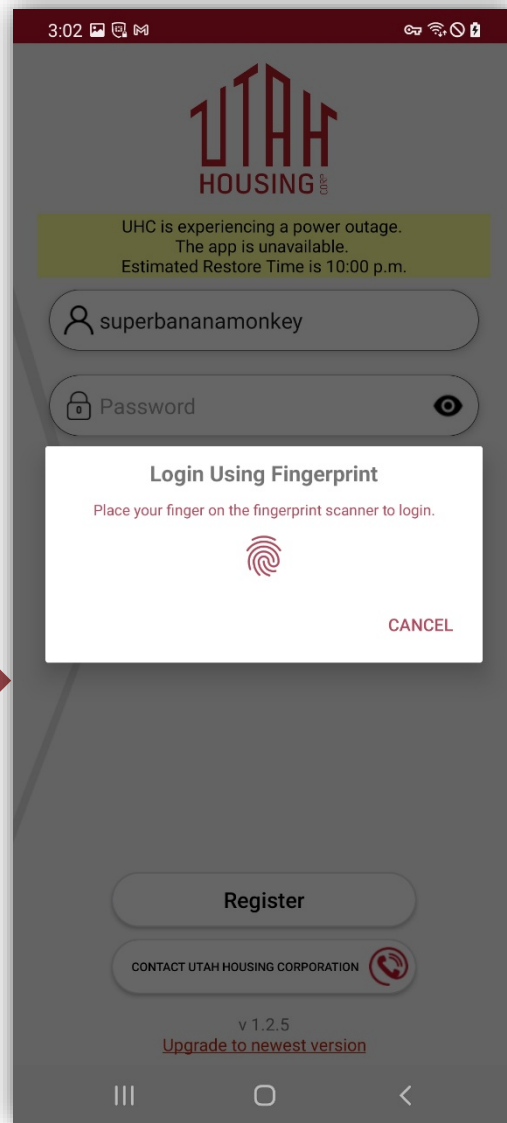 3:02
UTAH
HOUSING CORP
UHC is experiencing a power outage.
The app is unavailable.
Estimated Restore Time is 10:00 p.m.
superbananamonkey
Password
Login Using Fingerprint
Place your finger on the fingerprint scanner to login.
CANCEL
Register
CONTACT UTAH HOUSING CORPORATION
v 1.2.5
Upgrade to newest version